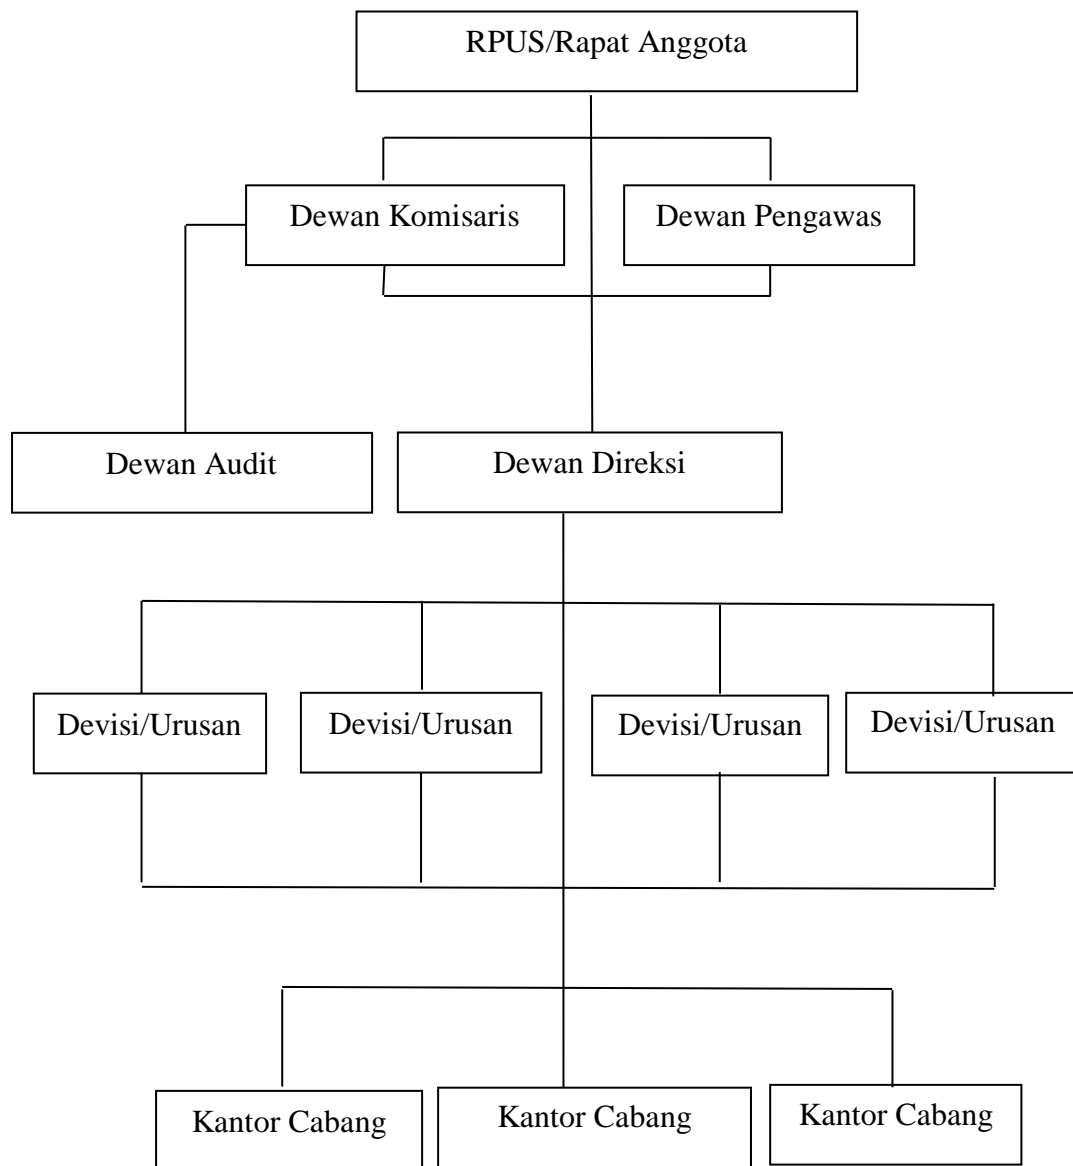 RPUS/Rapat Anggota
Dewan Komisaris
Dewan Pengawas
Dewan Audit
Dewan Direksi
Devisi/Urusan
Devisi/Urusan
Devisi/Urusan
Devisi/Urusan
Kantor Cabang
Kantor Cabang
Kantor Cabang